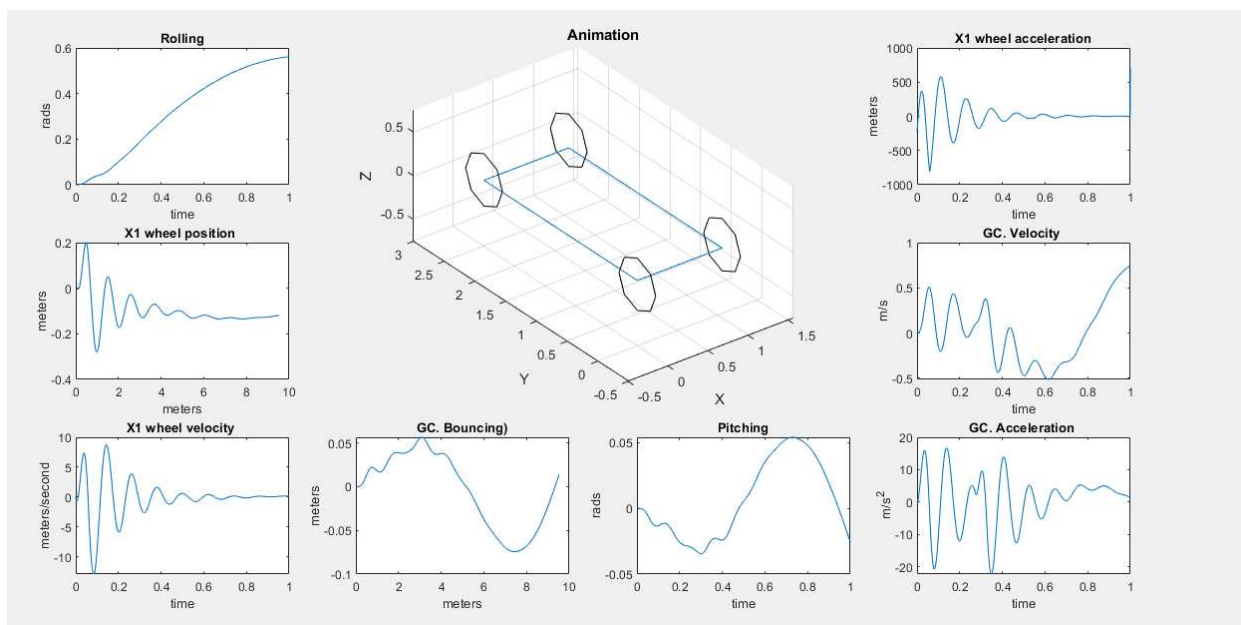 Rolling
0.6
0.4
0.2
0
rads
0 0.2 0.4 0.6 0.8 1
time
Animation
0.5
0
-0.5
Z
3
2.5
2
1.5
1
0.5
0
-0.5
Y
-0.5
0
0.5
1
1.5
X
X1 wheel acceleration
1000
500
0
-500
-1000
meters
0 0.2 0.4 0.6 0.8 1
time
X1 wheel position
0.2
0
-0.2
-0.4
meters
0 2 4 6 8 10
meters
GC. Velocity
1
0.5
0
-0.5
m/s
0 0.2 0.4 0.6 0.8 1
time
X1 wheel velocity
10
5
0
-5
-10
meters/second
0 0.2 0.4 0.6 0.8 1
time
GC. Bouncing)
0.05
0
-0.05
-0.1
meters
0 2 4 6 8 10
meters
Pitching
0.05
0
-0.05
rads
0 0.2 0.4 0.6 0.8 1
time
GC. Acceleration
20
10
0
-10
-20
m/s²
0 0.2 0.4 0.6 0.8 1
time